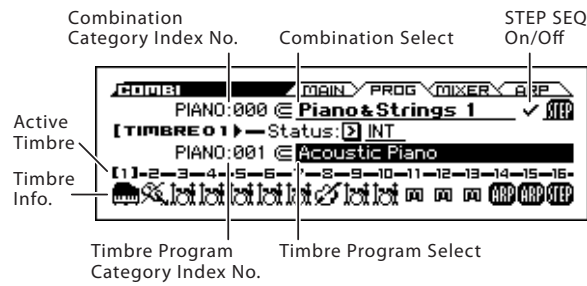 Combination
Category Index No.
Combination Select
STEP SEQ
On/Off
COMBI MAIN PROG MIXER ARP
PIANO:000 Piano&Strings 1 STEP
[TIMBRE01] Status: INT
PIANO:001 Acoustic Piano
Active
Timbre
[1]-2-3-4-5-6-7-8-9-10-11-12-13-14-15-16-
Timbre
Info.
ARP ARP STEP
Timbre Program
Category Index No.
Timbre Program Select